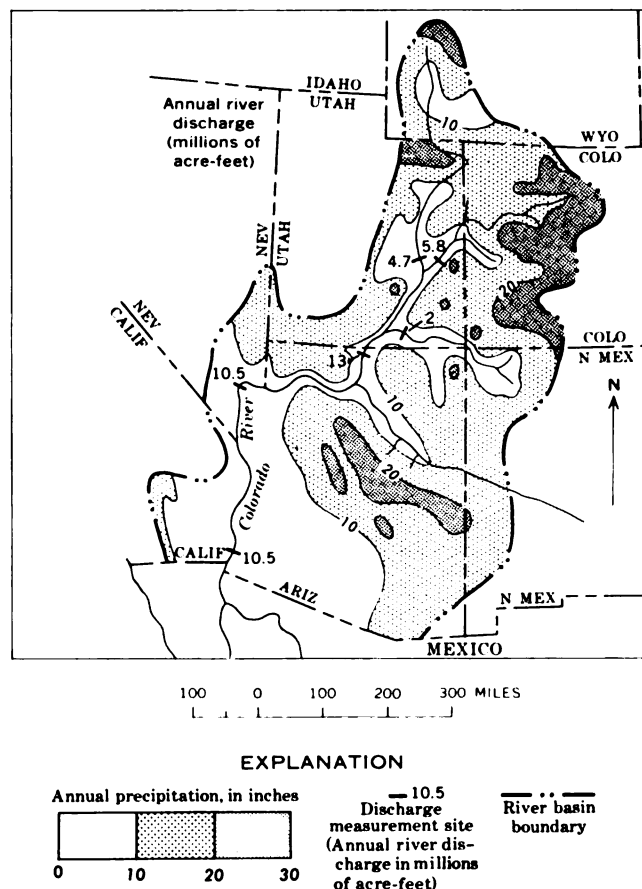 IDAHO
UTAH
Annual river
discharge
(millions of
acre-feet)
10
WYO
COLO
NEV
UTAH
5.8
4.7
20
NEV
CALIF
2
COLO
N MEX
13
10.5
N
River
10
Colorado
20
10
CALIF
10.5
ARIZ
N MEX
MEXICO
100 0 100 200 300 MILES
EXPLANATION
Annual precipitation, in inches
0 10 20 30
10.5
Discharge
measurement site
(Annual river dis-
charge in millions
of acre-feet)
River basin
boundary